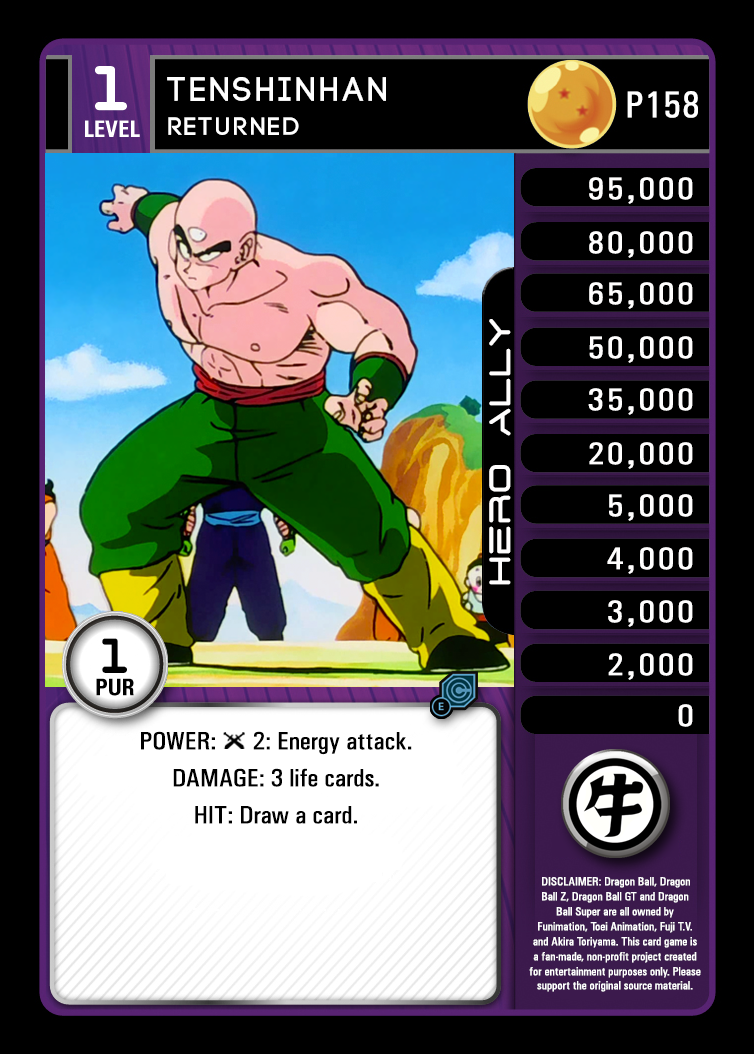 1
LEVEL
TENSHINHAN
RETURNED
P158
95,000
80,000
65,000
50,000
35,000
20,000
5,000
4,000
3,000
2,000
0
HERO ALLY
1
PUR
E
POWER: 2: Energy attack.
DAMAGE: 3 life cards.
HIT: Draw a card.
牛
DISCLAIMER: Dragon Ball, Dragon
Ball Z, Dragon Ball GT and Dragon
Ball Super are all owned by
Funimation, Toei Animation, Fuji T.V.
and Akira Toriyama. This card game is
a fan-made, non-profit project created
for entertainment purposes only. Please
support the original source material.